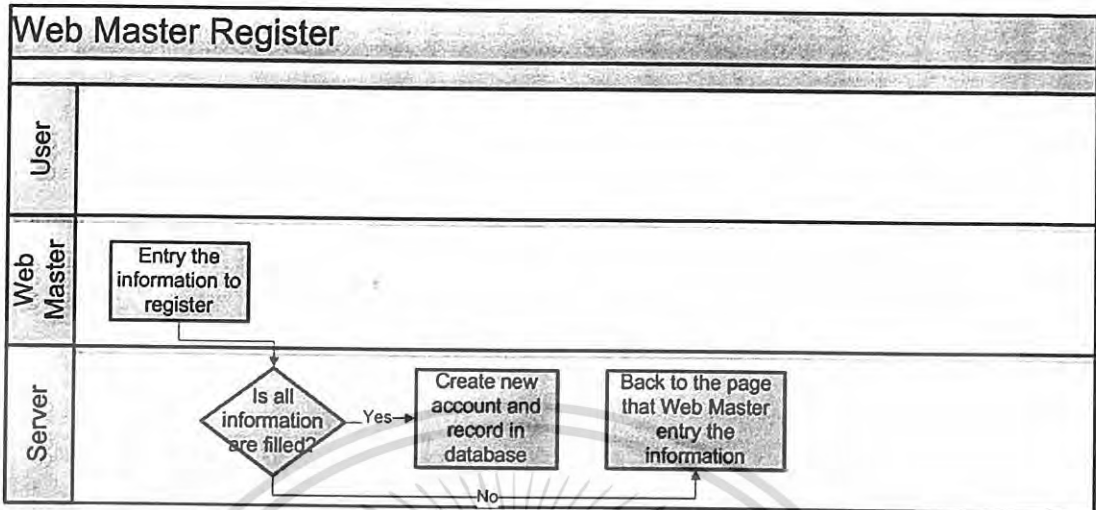 Web Master Register
User
Web
Master
Entry the
information to
register
Server
Is all
information
are filled?
Yes
Create new
account and
record in
database
Back to the page
that Web Master
entry the
information
No